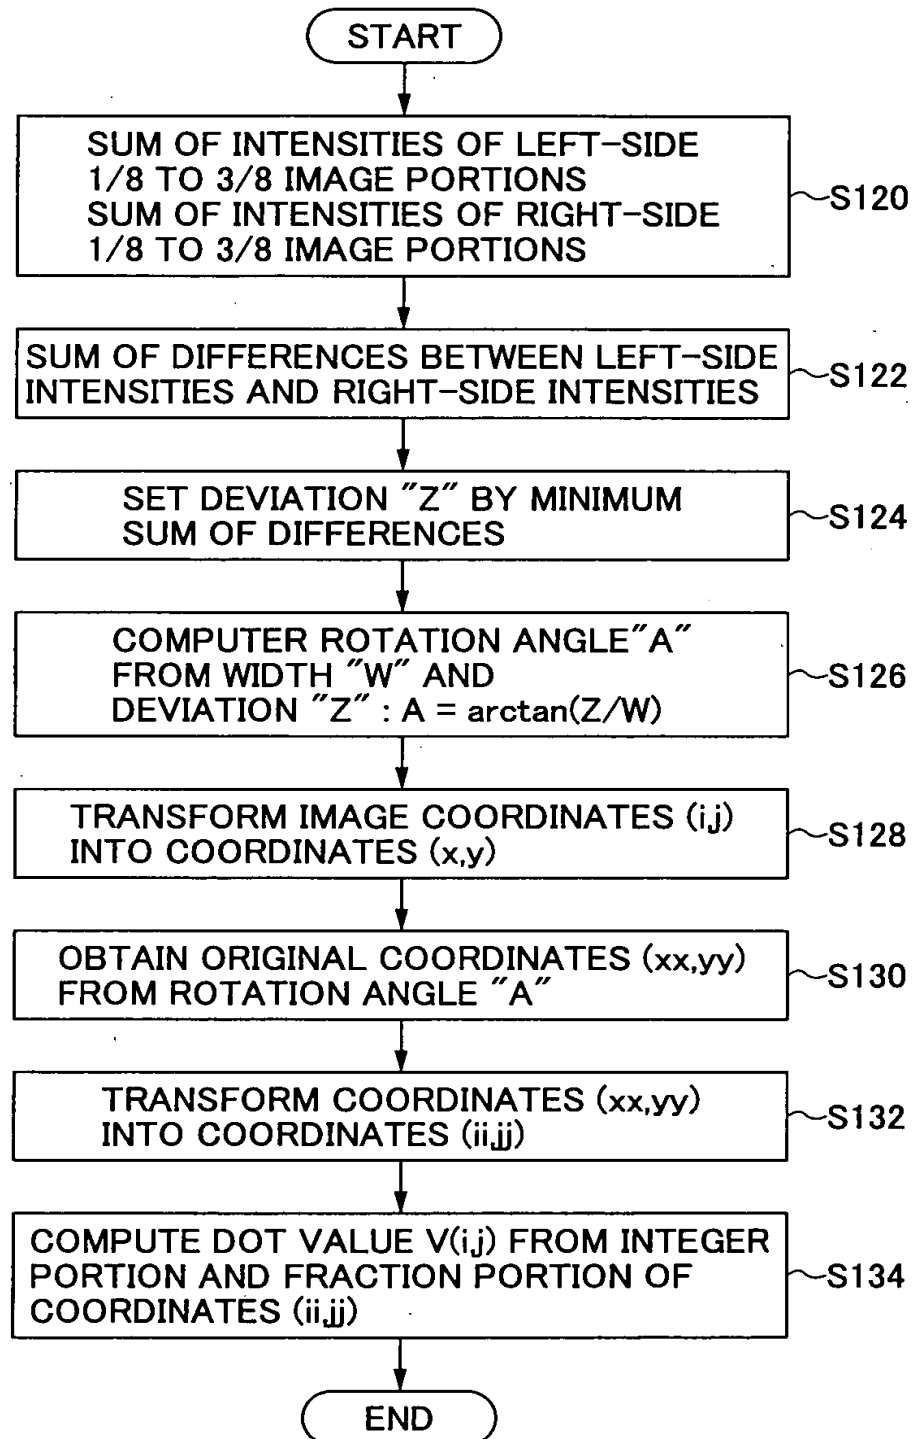 START
SUM OF INTENSITIES OF LEFT-SIDE
1/8 TO 3/8 IMAGE PORTIONS
SUM OF INTENSITIES OF RIGHT-SIDE
1/8 TO 3/8 IMAGE PORTIONS
S120
SUM OF DIFFERENCES BETWEEN LEFT-SIDE
INTENSITIES AND RIGHT-SIDE INTENSITIES
S122
SET DEVIATION "Z" BY MINIMUM
SUM OF DIFFERENCES
S124
COMPUTER ROTATION ANGLE"A"
FROM WIDTH "W" AND
DEVIATION "Z" : A = arctan(Z/W)
S126
TRANSFORM IMAGE COORDINATES (i,j)
INTO COORDINATES (x,y)
S128
OBTAIN ORIGINAL COORDINATES (xx,yy)
FROM ROTATION ANGLE "A"
S130
TRANSFORM COORDINATES (xx,yy)
INTO COORDINATES (ii,jj)
S132
COMPUTE DOT VALUE V(i,j) FROM INTEGER
PORTION AND FRACTION PORTION OF
COORDINATES (ii,jj)
S134
END